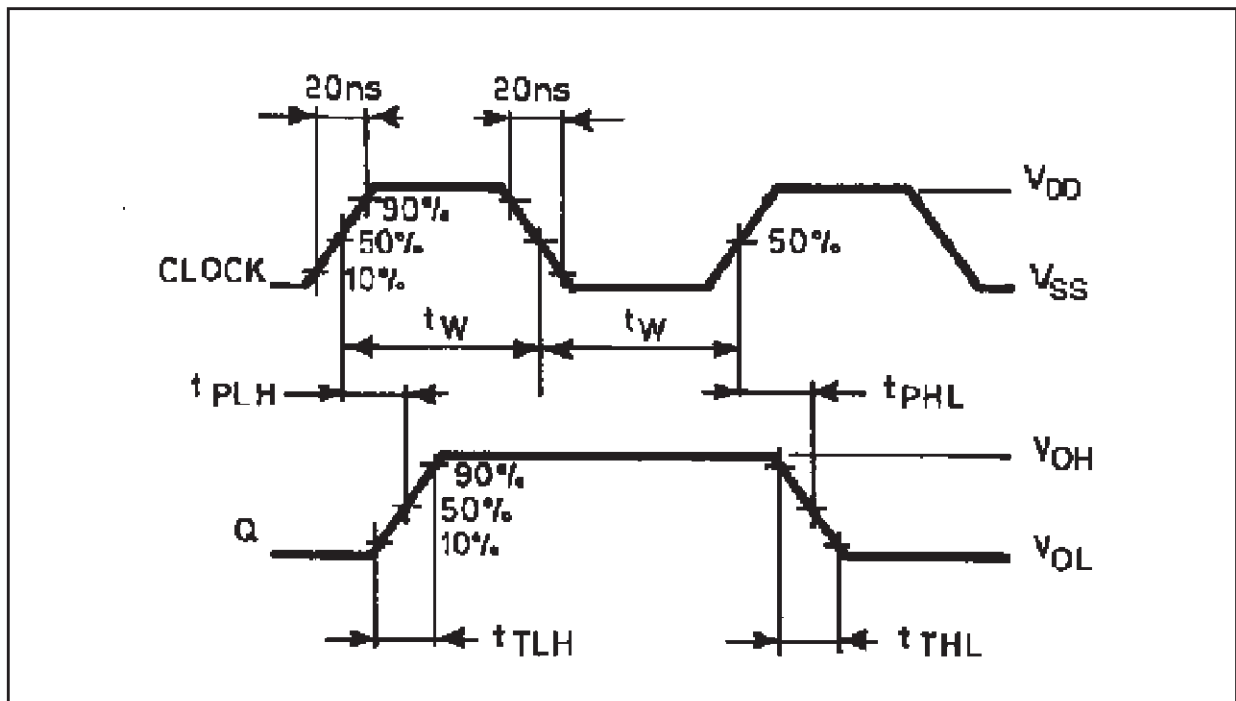 20ns 20ns
VDD
90%
50% 50%
CLOCK 10% VSS
tW tW
tPLH tPHL
VOH
90%
50%
Q 10% VOL
tTLH tTHL